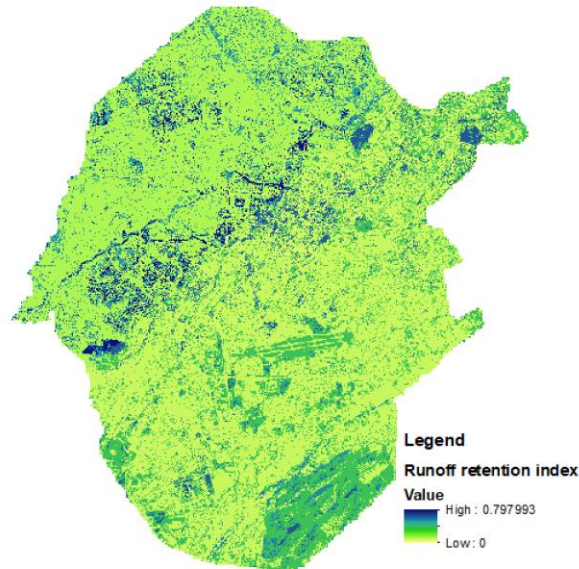 Legend
Runoff retention index
Value
High : 0.797993
Low : 0